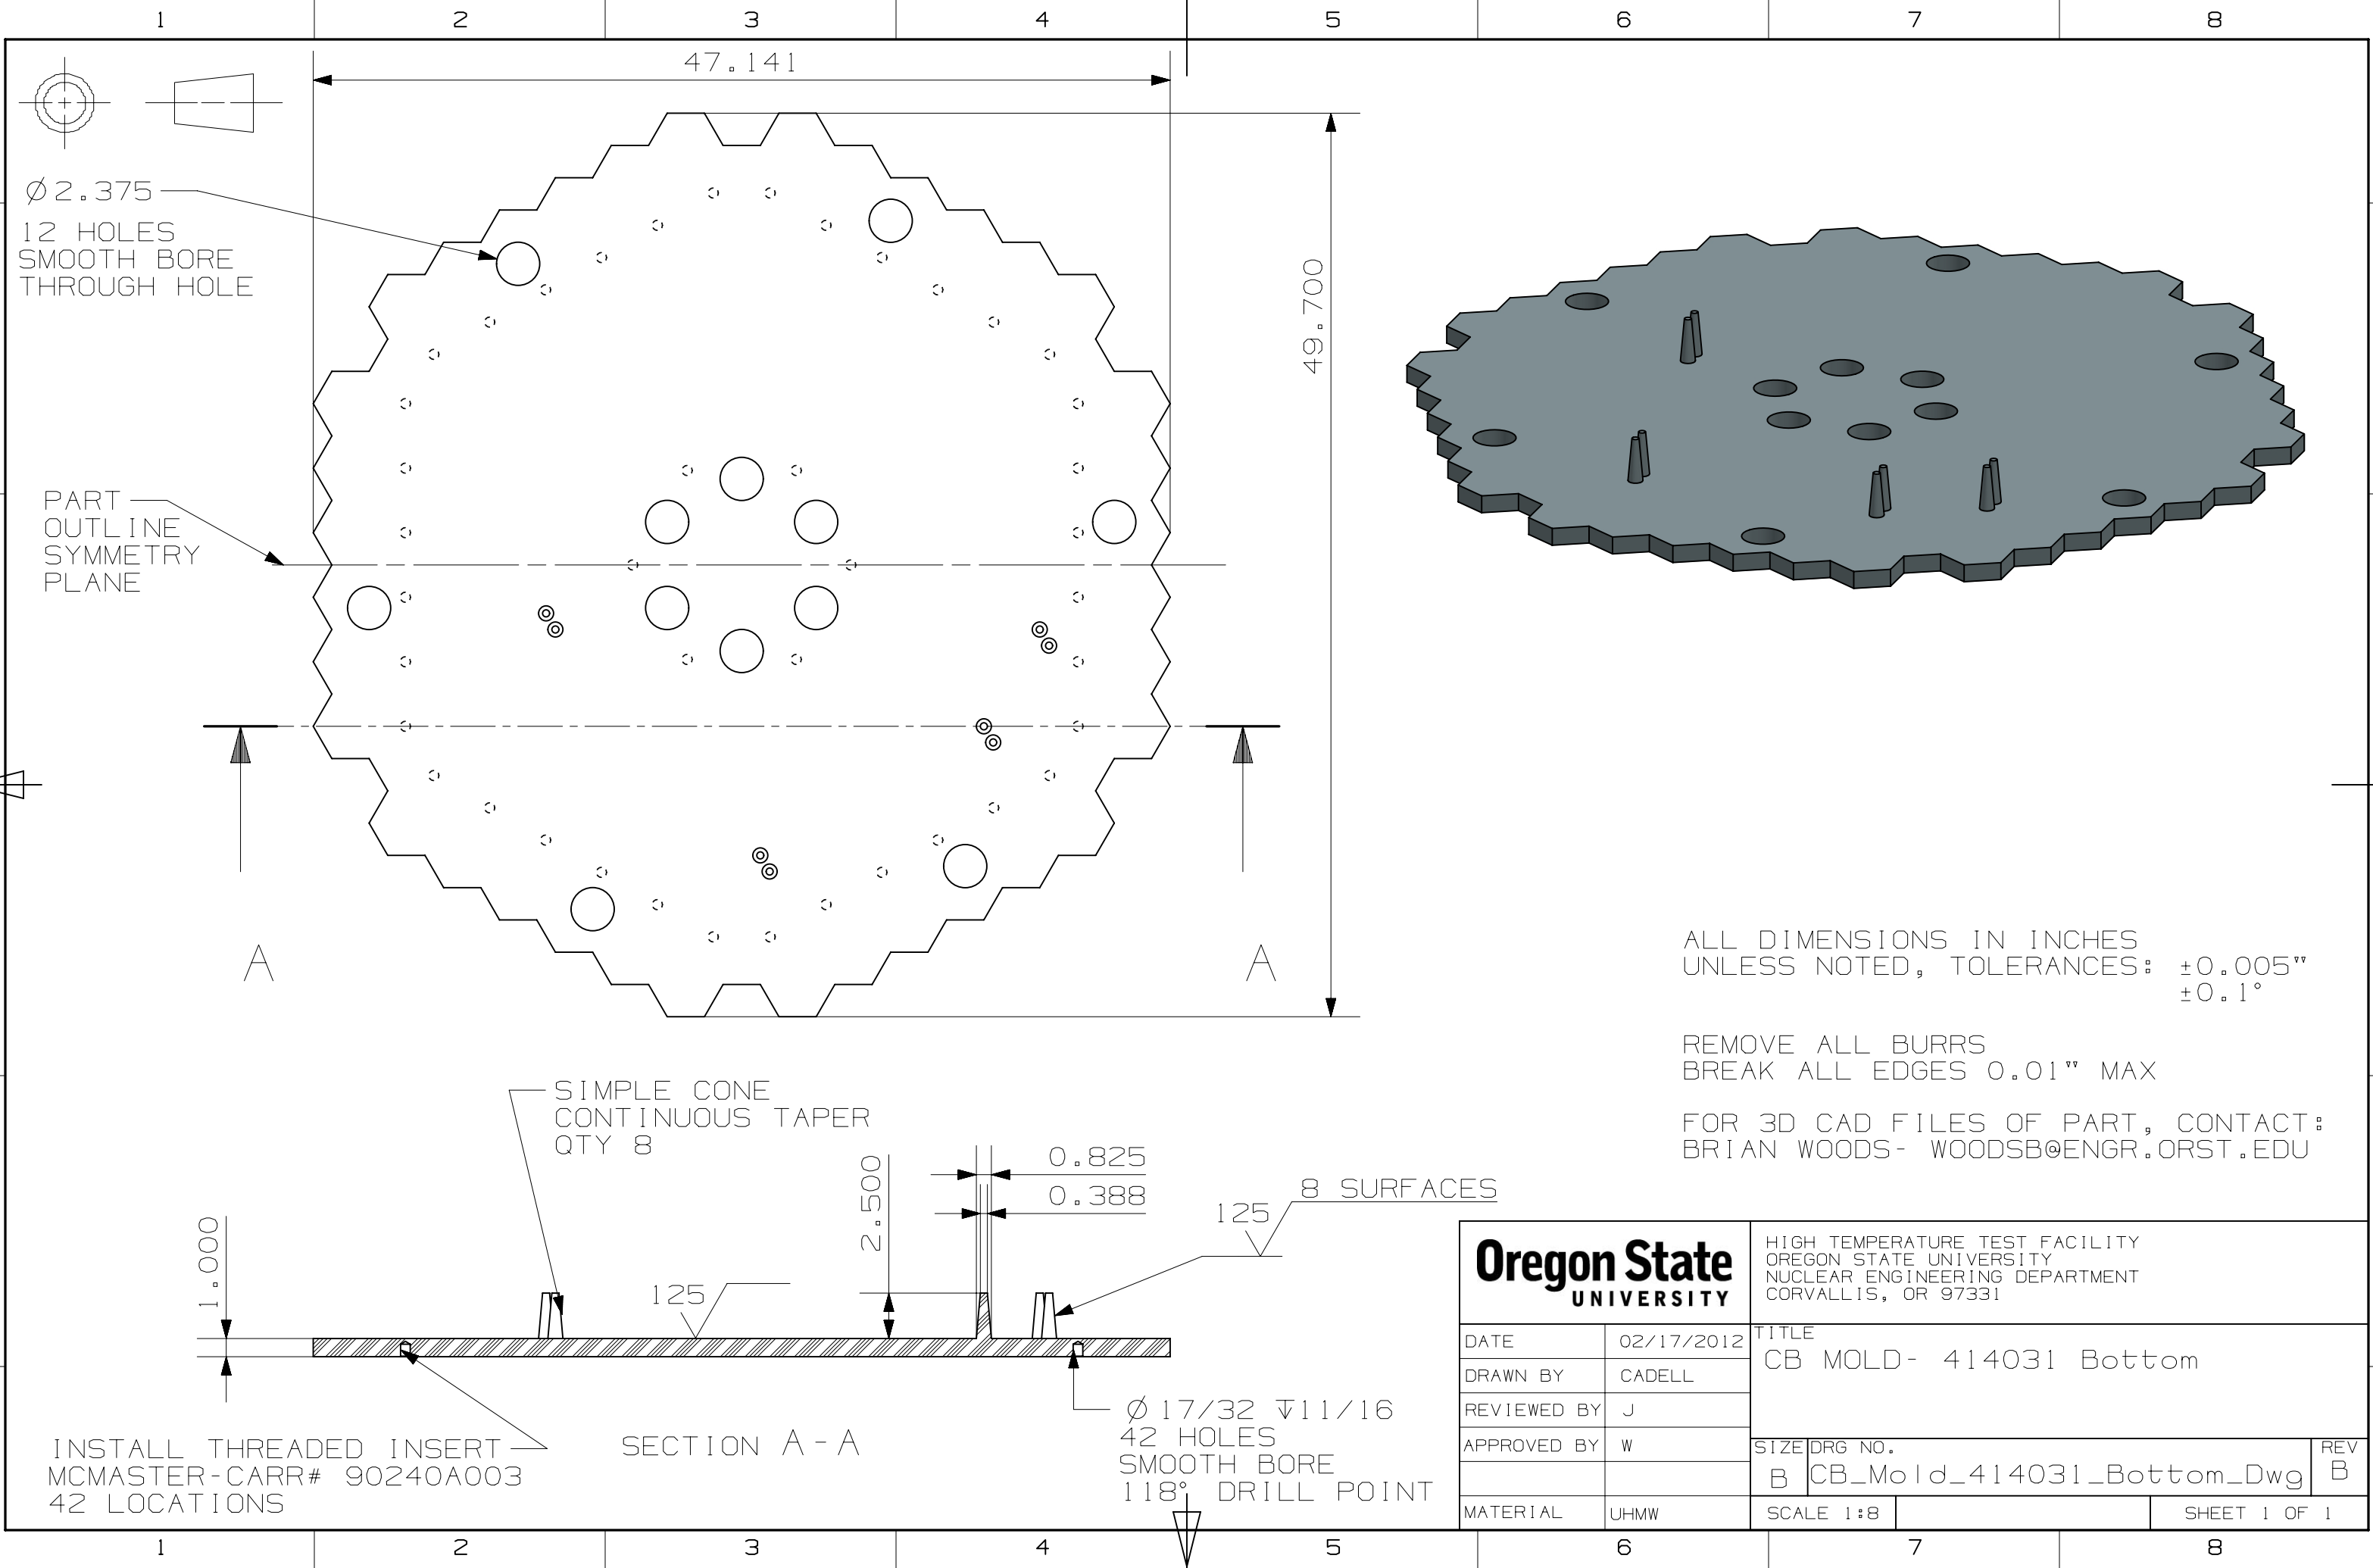 1 2 3 4 5 6 7 8
47.141
Ø2.375
12 HOLES
SMOOTH BORE
THROUGH HOLE
49.700
PART
OUTLINE
SYMMETRY
PLANE
A A
ALL DIMENSIONS IN INCHES
UNLESS NOTED, TOLERANCES: ±0.005"
±0.1°
REMOVE ALL BURRS
BREAK ALL EDGES 0.01" MAX
FOR 3D CAD FILES OF PART, CONTACT:
BRIAN WOODS- WOODSB@ENGR.ORST.EDU
SIMPLE CONE
CONTINUOUS TAPER
QTY 8
0.825
0.388
2.500
8 SURFACES
125
1.000
125
Ø17/32 ↧11/16
42 HOLES
SMOOTH BORE
118° DRILL POINT
INSTALL THREADED INSERT
MCMASTER-CARR# 90240A003
42 LOCATIONS
SECTION A-A
Oregon State
UNIVERSITY
HIGH TEMPERATURE TEST FACILITY
OREGON STATE UNIVERSITY
NUCLEAR ENGINEERING DEPARTMENT
CORVALLIS, OR 97331
DATE 02/17/2012
DRAWN BY CADELL
REVIEWED BY J
APPROVED BY W
MATERIAL UHMW
TITLE
CB MOLD- 414031 Bottom
SIZE DRG NO. REV
B CB_Mold_414031_Bottom_Dwg B
SCALE 1:8 SHEET 1 OF 1
1 2 3 4 5 6 7 8